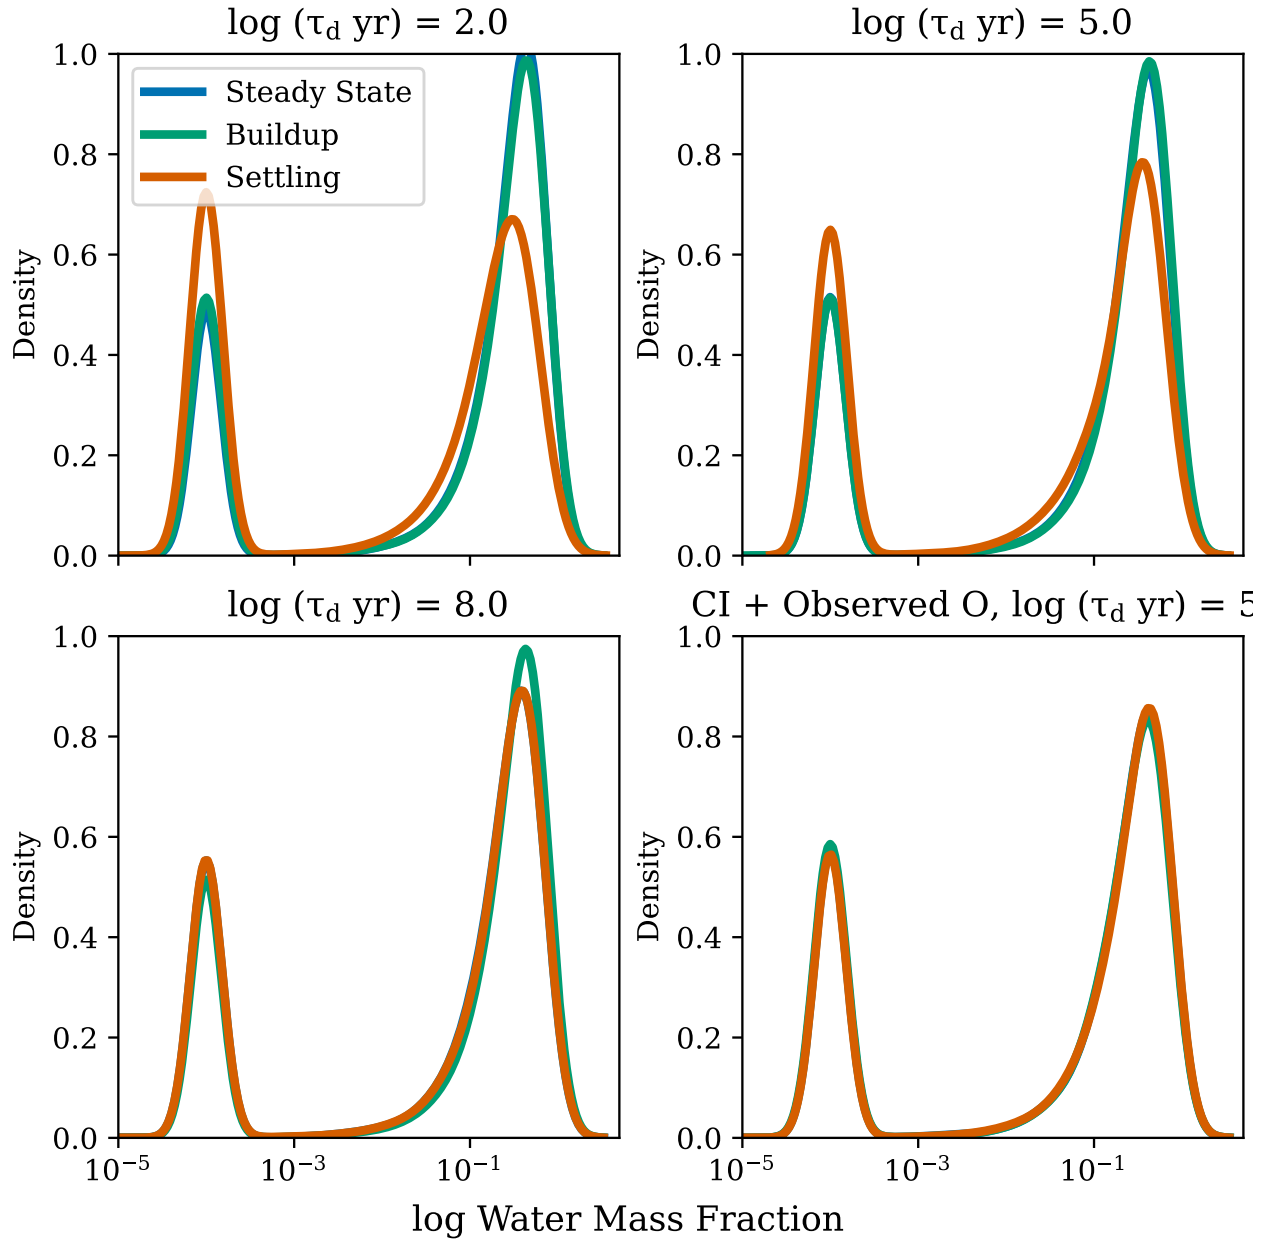 log (τd yr) = 2.0
log (τd yr) = 5.0
1.0
0.8
0.6
0.4
0.2
0.0
Density
Steady State
Buildup
Settling
1.0
0.8
0.6
0.4
0.2
0.0
Density
log (τd yr) = 8.0
CI + Observed O, log (τd yr) = 5
1.0
0.8
0.6
0.4
0.2
0.0
Density
10−5
10−3
10−1
1.0
0.8
0.6
0.4
0.2
0.0
Density
10−5
10−3
10−1
log Water Mass Fraction